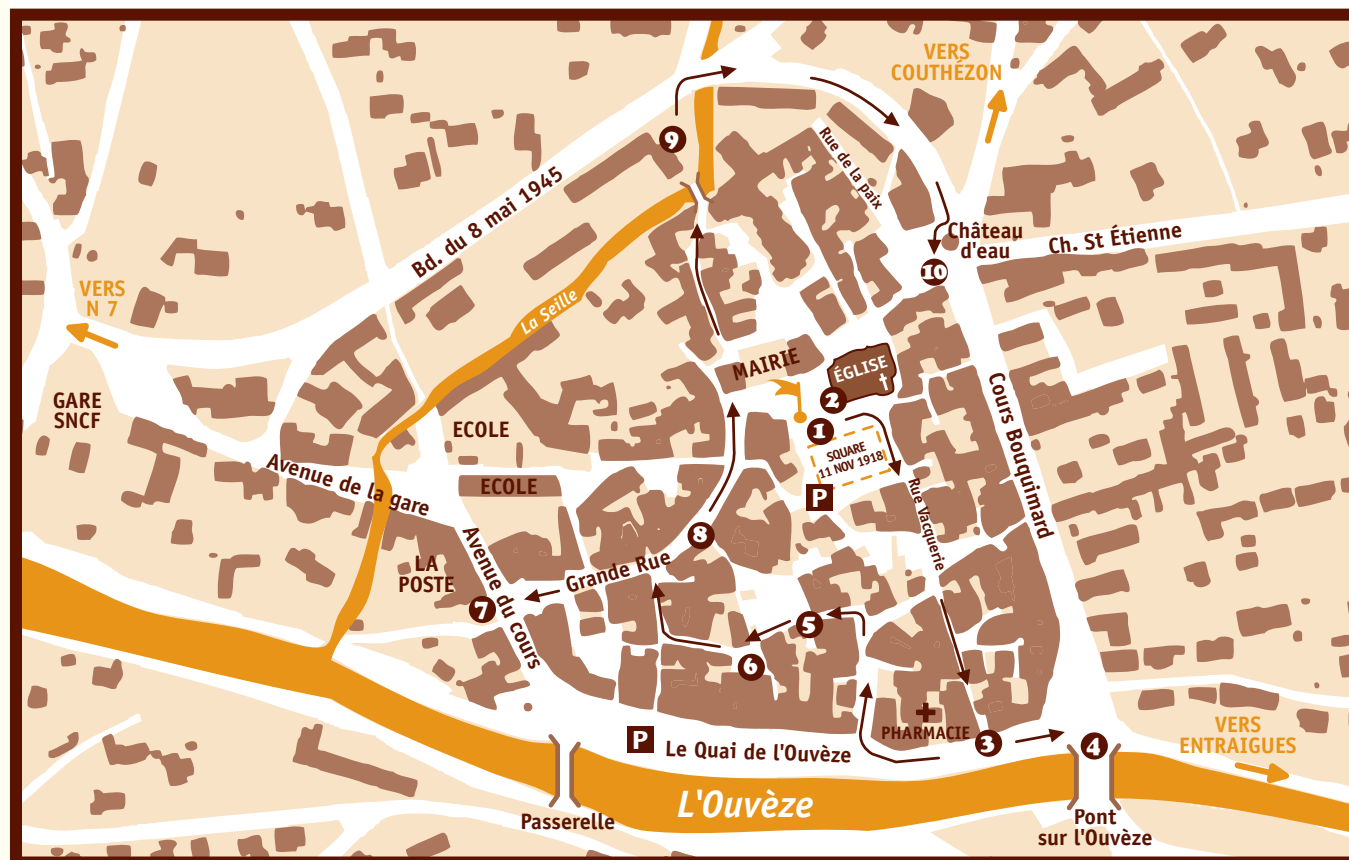 VERS
COUTHÉZON
9
Rue de la paix
Bd. du 8 mai 1945
Château
d'eau
Ch. St Étienne
10
VERS
N 7
La Seille
MAIRIE
ÉGLISE
2
1
GARE
SNCF
ECOLE
SQUARE
11 NOV 1918
Cours Bouquimard
Avenue de la gare
ECOLE
P
Rue Vacquerie
8
LA
POSTE
Avenue du cours
Grande Rue
7
5
6
PHARMACIE
3
4
VERS
ENTRAIGUES
P
Le Quai de l'Ouvèze
L'Ouvèze
Passerelle
Pont
sur l'Ouvèze